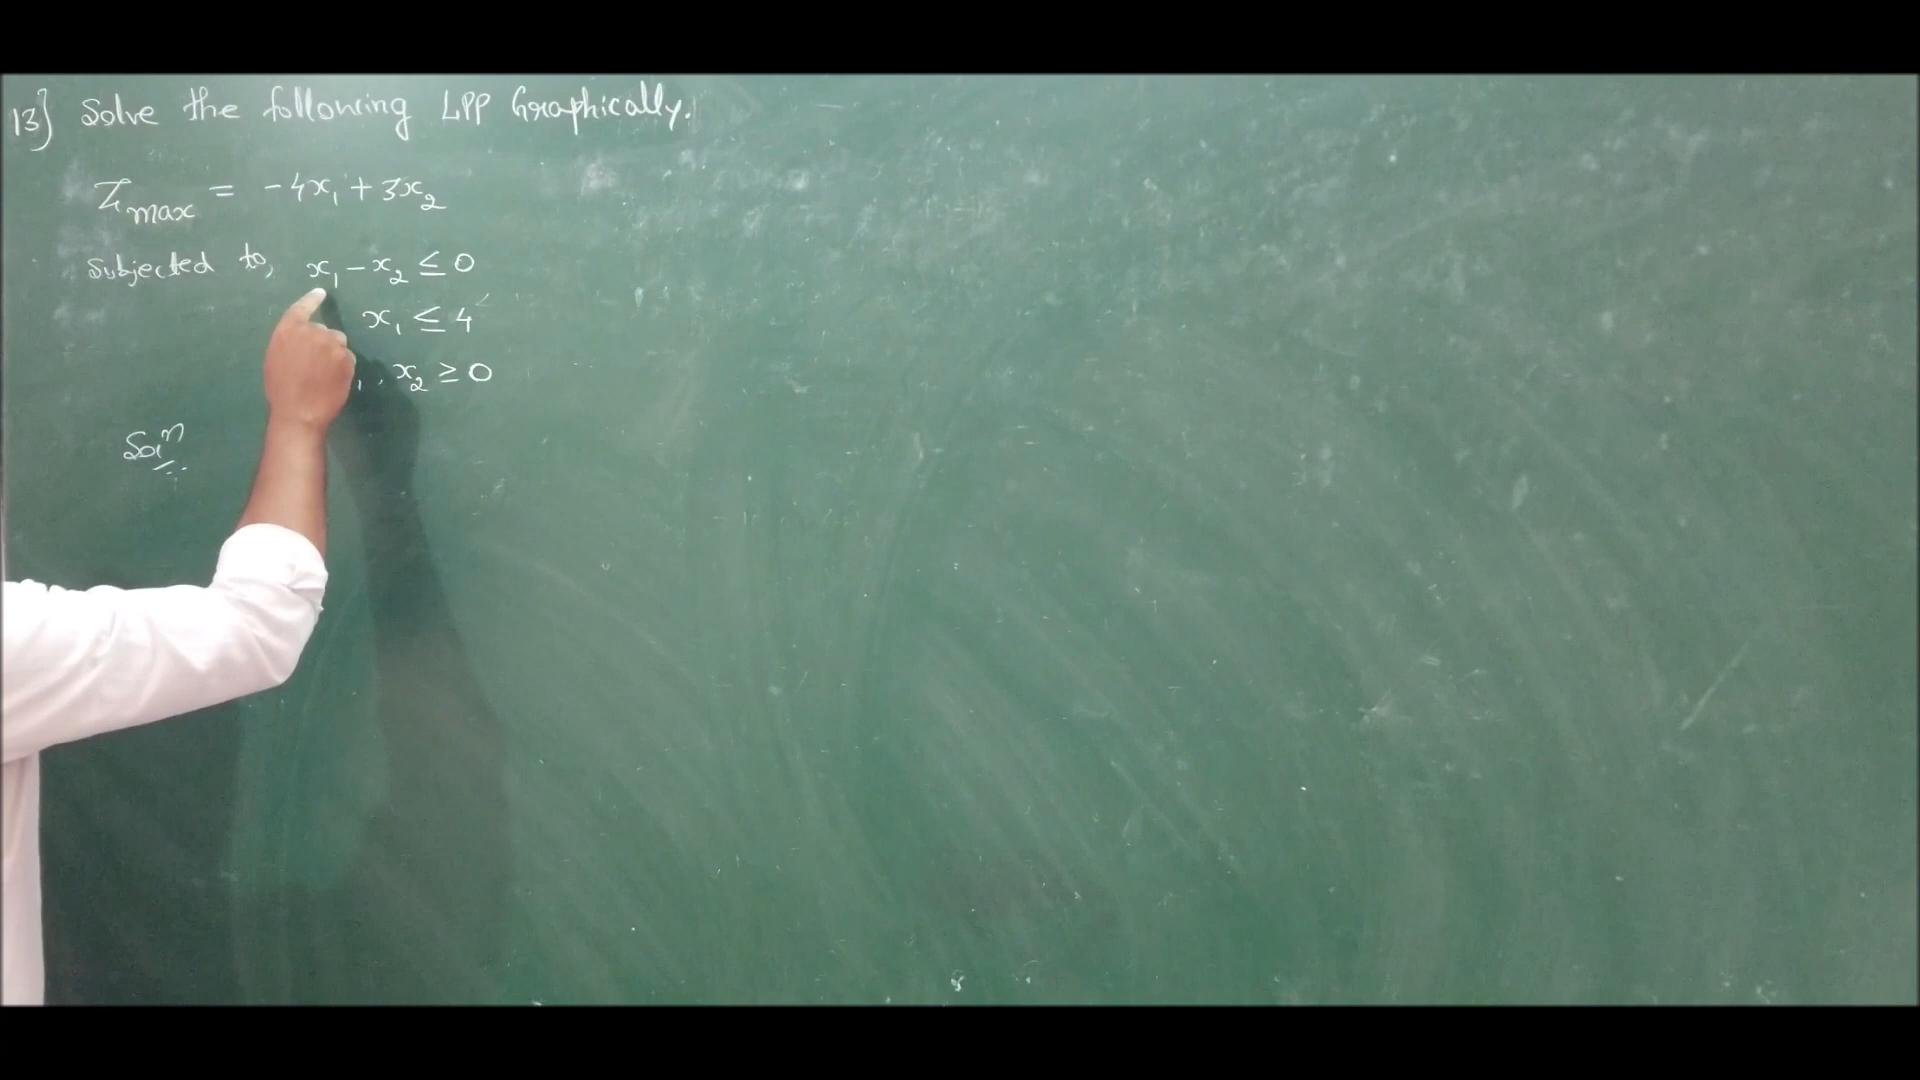 13] Solve the following LPP Graphically.
Zmax = -4x₁ + 3x₂
Subjected to, x₁ - x₂ ≤ 0
x₁ ≤ 4
₁, x₂ ≥ 0
Solⁿ